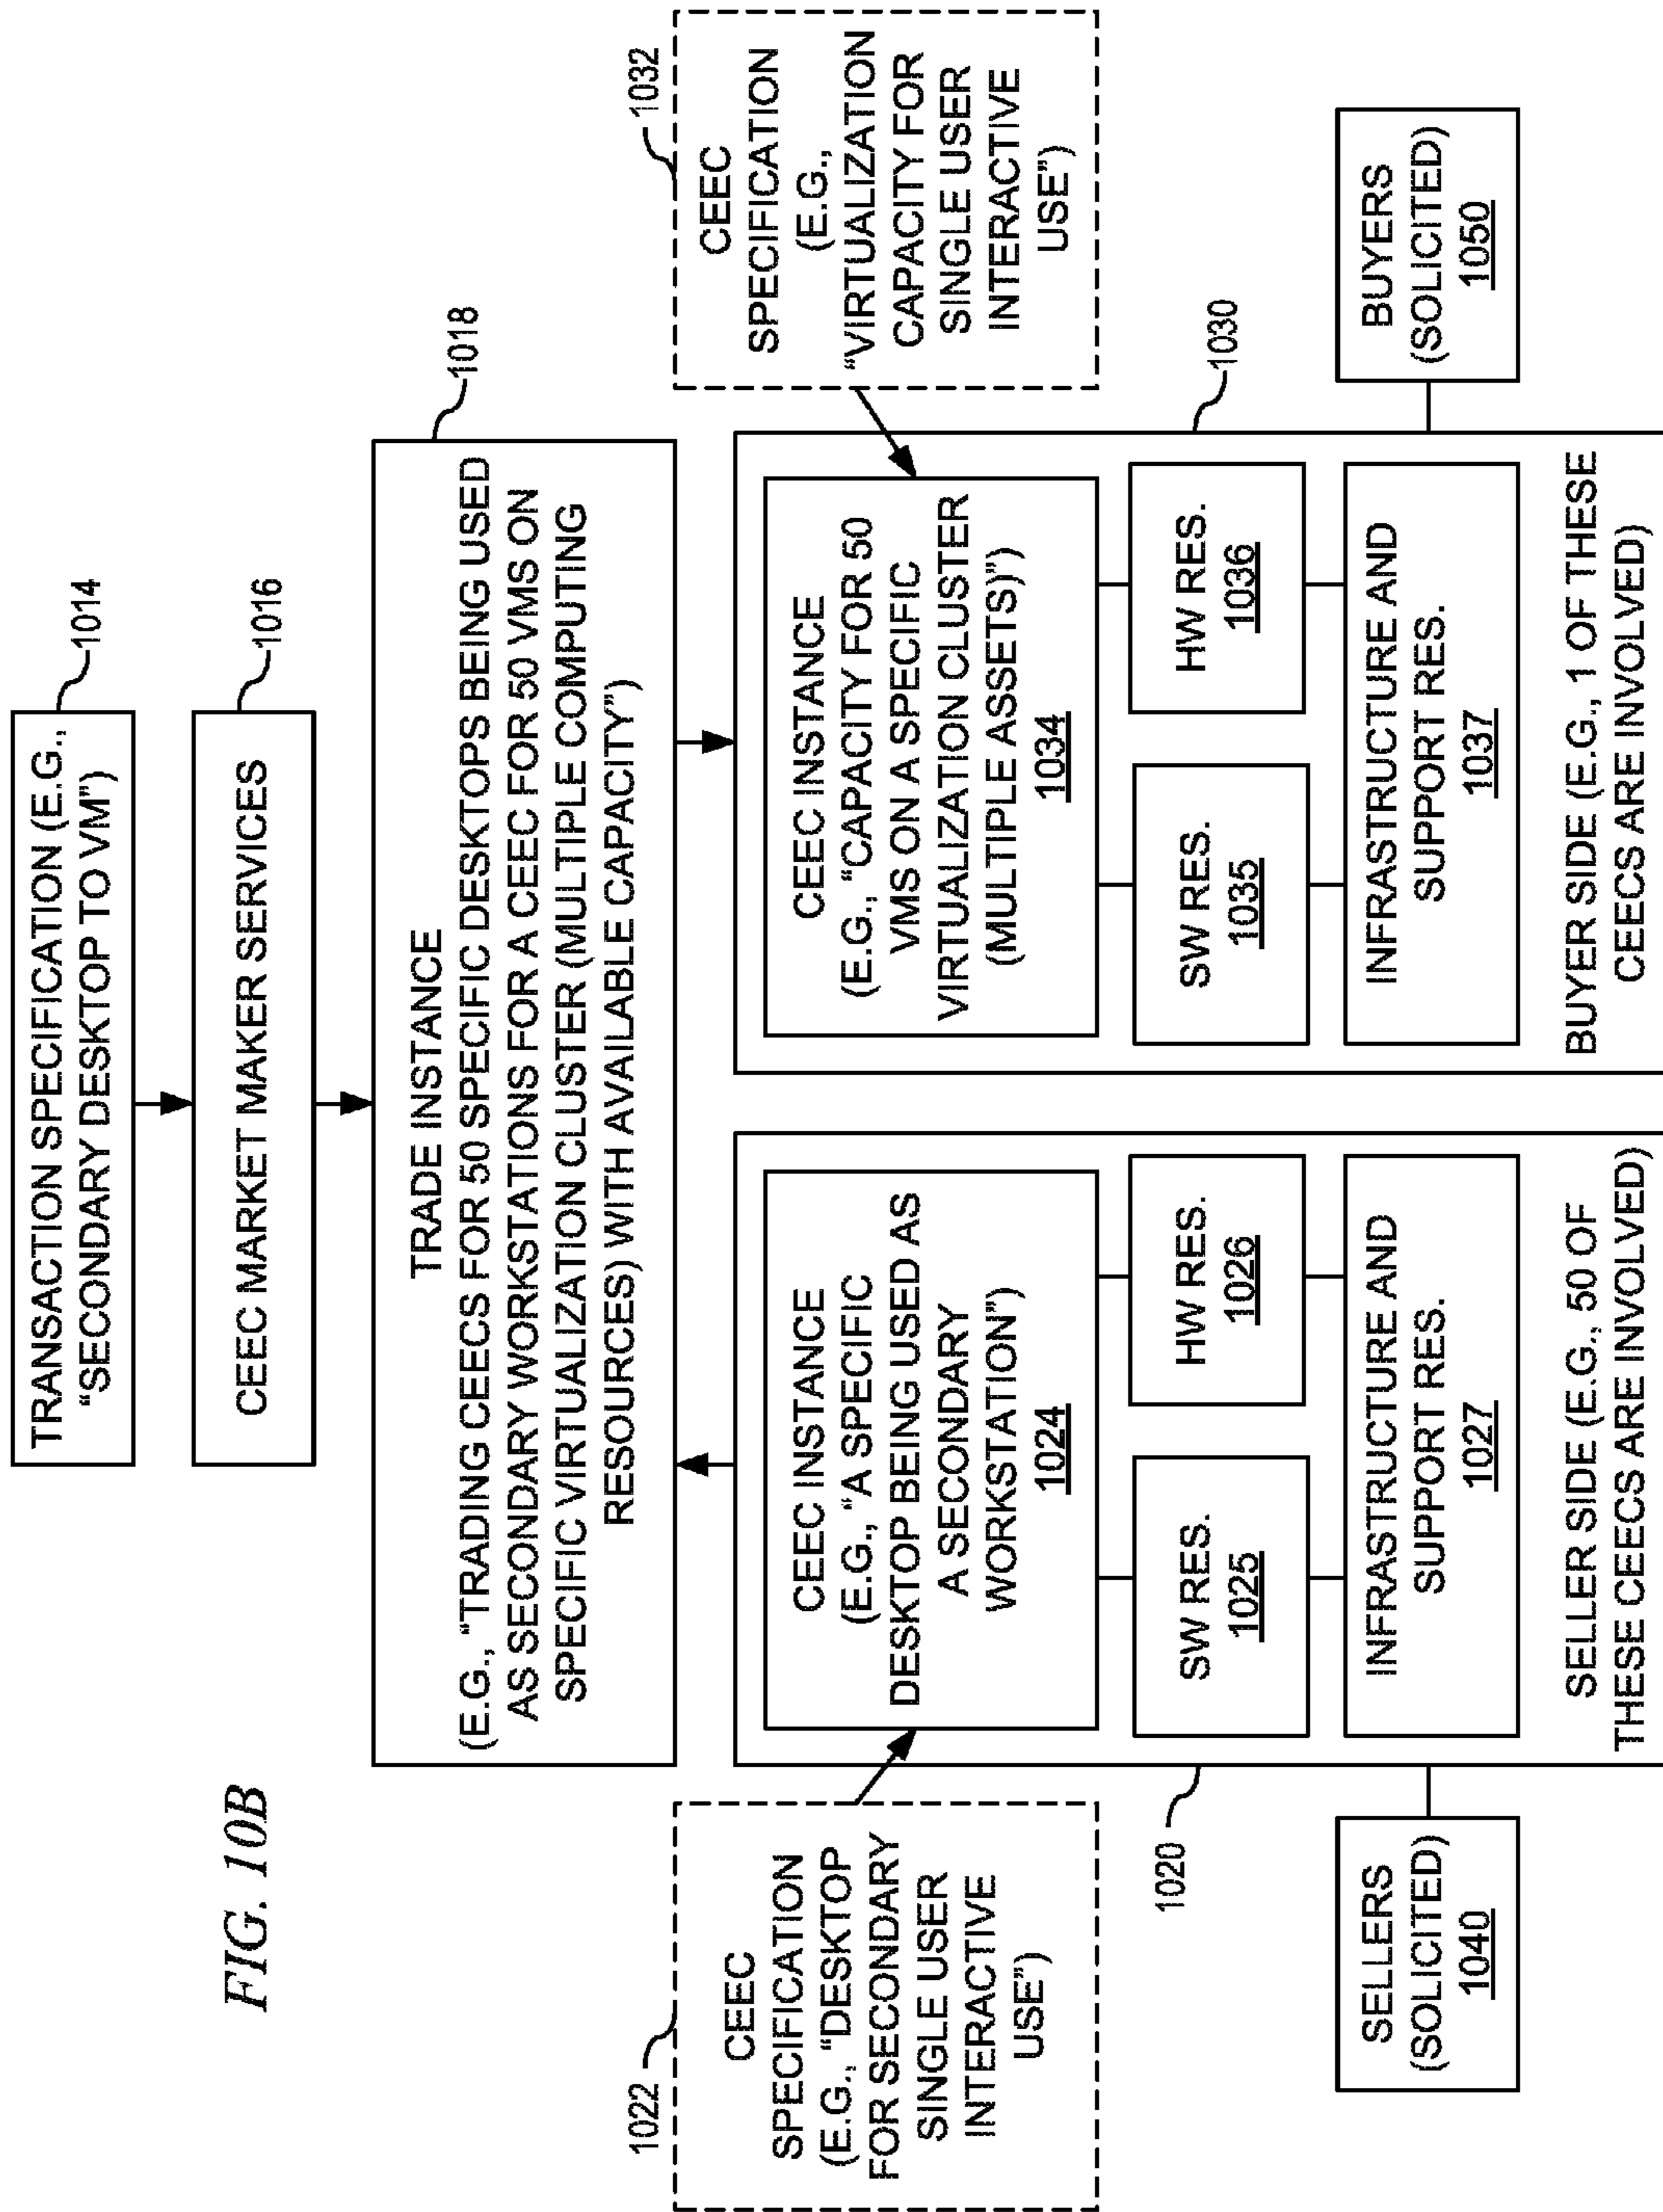 FIG. 10B
TRANSACTION SPECIFICATION (E.G.,
“SECONDARY DESKTOP TO VM”)
1014
CEEC MARKET MAKER SERVICES
1016
TRADE INSTANCE
(E.G., “TRADING CEECS FOR 50 SPECIFIC DESKTOPS BEING USED
AS SECONDARY WORKSTATIONS FOR A CEEC FOR 50 VMS ON
SPECIFIC VIRTUALIZATION CLUSTER (MULTIPLE COMPUTING
RESOURCES) WITH AVAILABLE CAPACITY”)
1018
1022
CEEC
SPECIFICATION
(E.G., “DESKTOP
FOR SECONDARY
SINGLE USER
INTERACTIVE
USE”)
CEEC INSTANCE
(E.G., “A SPECIFIC
DESKTOP BEING USED AS
A SECONDARY
WORKSTATION”)
1024
SW RES.
1025
HW RES.
1026
INFRASTRUCTURE AND
SUPPORT RES.
1027
SELLER SIDE (E.G., 50 OF
THESE CEECS ARE INVOLVED)
1020
SELLERS
(SOLICITED)
1040
CEEC INSTANCE
(E.G., “CAPACITY FOR 50
VMS ON A SPECIFIC
VIRTUALIZATION CLUSTER
(MULTIPLE ASSETS)”)
1034
SW RES.
1035
HW RES.
1036
INFRASTRUCTURE AND
SUPPORT RES.
1037
BUYER SIDE (E.G., 1 OF THESE
CEECS ARE INVOLVED)
1030
1032
CEEC
SPECIFICATION
(E.G.,
“VIRTUALIZATION
CAPACITY FOR
SINGLE USER
INTERACTIVE
USE”)
BUYERS
(SOLICITED)
1050